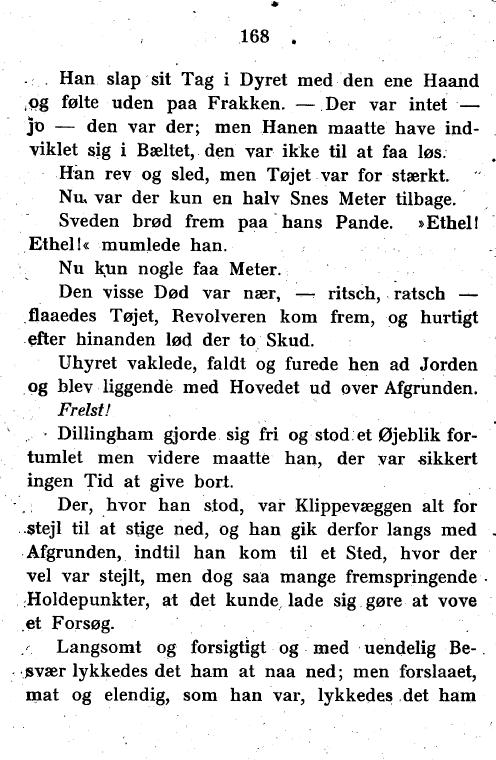 168
Han slap sit Tag i Dyret med den ene Haand
og følte uden paa Frakken. — Der var intet —
jo — den var der; men Hanen maatte have ind-
viklet sig i Bæltet, den var ikke til at faa løs.
Han rev og sled, men Tøjet var for stærkt.
Nu var der kun en halv Snes Meter tilbage.
Sveden brød frem paa hans Pande. »Ethel!
Ethel!« mumlede han.
Nu kun nogle faa Meter.
Den visse Død var nær, — ritsch, ratsch —
flaaedes Tøjet, Revolveren kom frem, og hurtigt
efter hinanden lød der to Skud.
Uhyret vaklede, faldt og furede hen ad Jorden
og blev liggende med Hovedet ud over Afgrunden.
Frelst!
Dillingham gjorde sig fri og stod et Øjeblik for-
tumlet men videre maatte han, der var sikkert
ingen Tid at give bort.
Der, hvor han stod, var Klippevæggen alt for
stejl til at stige ned, og han gik derfor langs med
Afgrunden, indtil han kom til et Sted, hvor der
vel var stejlt, men dog saa mange fremspringende
Holdepunkter, at det kunde lade sig gøre at vove
et Forsøg.
Langsomt og forsigtigt og med uendelig Be-
svær lykkedes det ham at naa ned; men forslaaet,
mat og elendig, som han var, lykkedes det ham